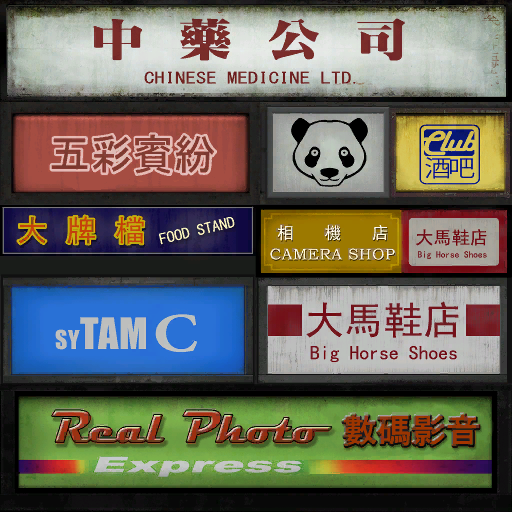 中藥公司
CHINESE MEDICINE LTD.
五彩賓紛
Club
酒吧
大牌檔 FOOD STAND
相機店
CAMERA SHOP
大馬鞋店
Big Horse Shoes
syTAM C
大馬鞋店
Big Horse Shoes
Real Photo 數碼影音
Express